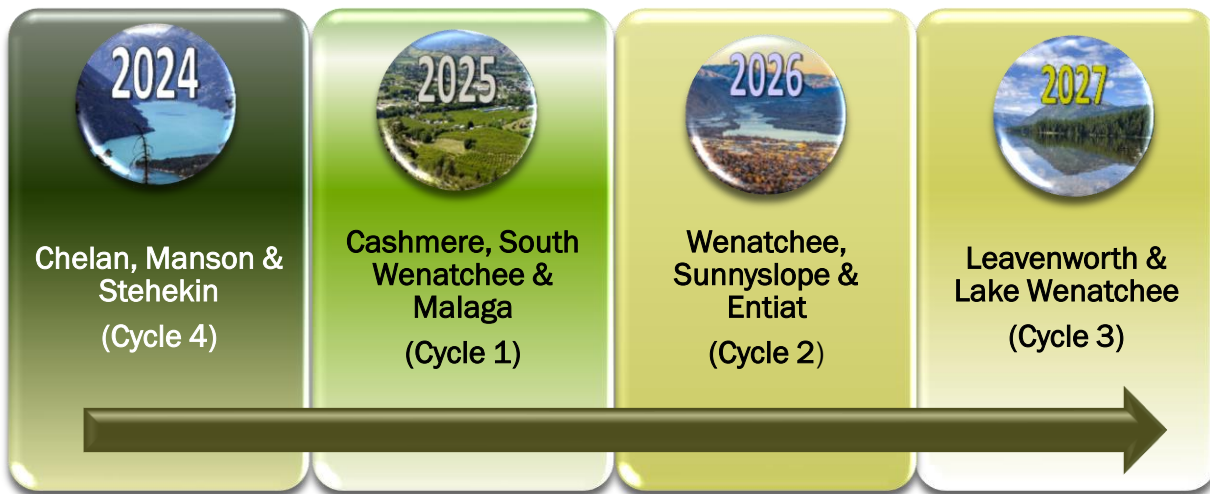 2024
Chelan, Manson &
Stehekin
(Cycle 4)
2025
Cashmere, South
Wenatchee &
Malaga
(Cycle 1)
2026
Wenatchee,
Sunnyslope &
Entiat
(Cycle 2)
2027
Leavenworth &
Lake Wenatchee
(Cycle 3)